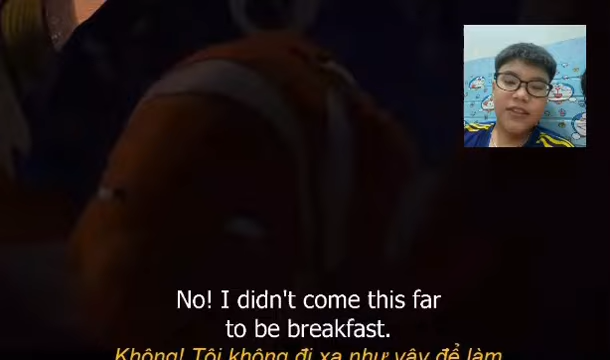 No! I didn't come this far
to be breakfast.
Không! Tôi không đi xa như vậy để làm